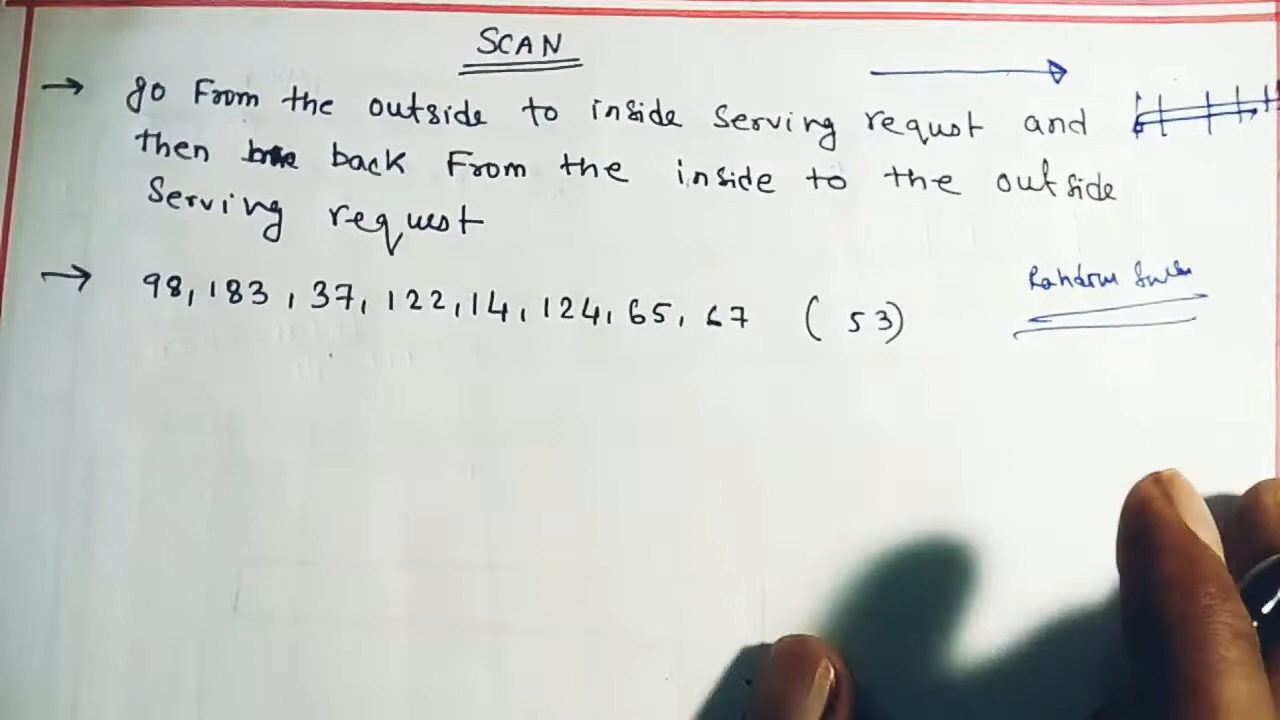 SCAN
→ go From the outside to inside serving requst and
then back From the inside to the outside
Serving request
→ 98, 183, 37, 122, 14, 124, 65, 67 (53)